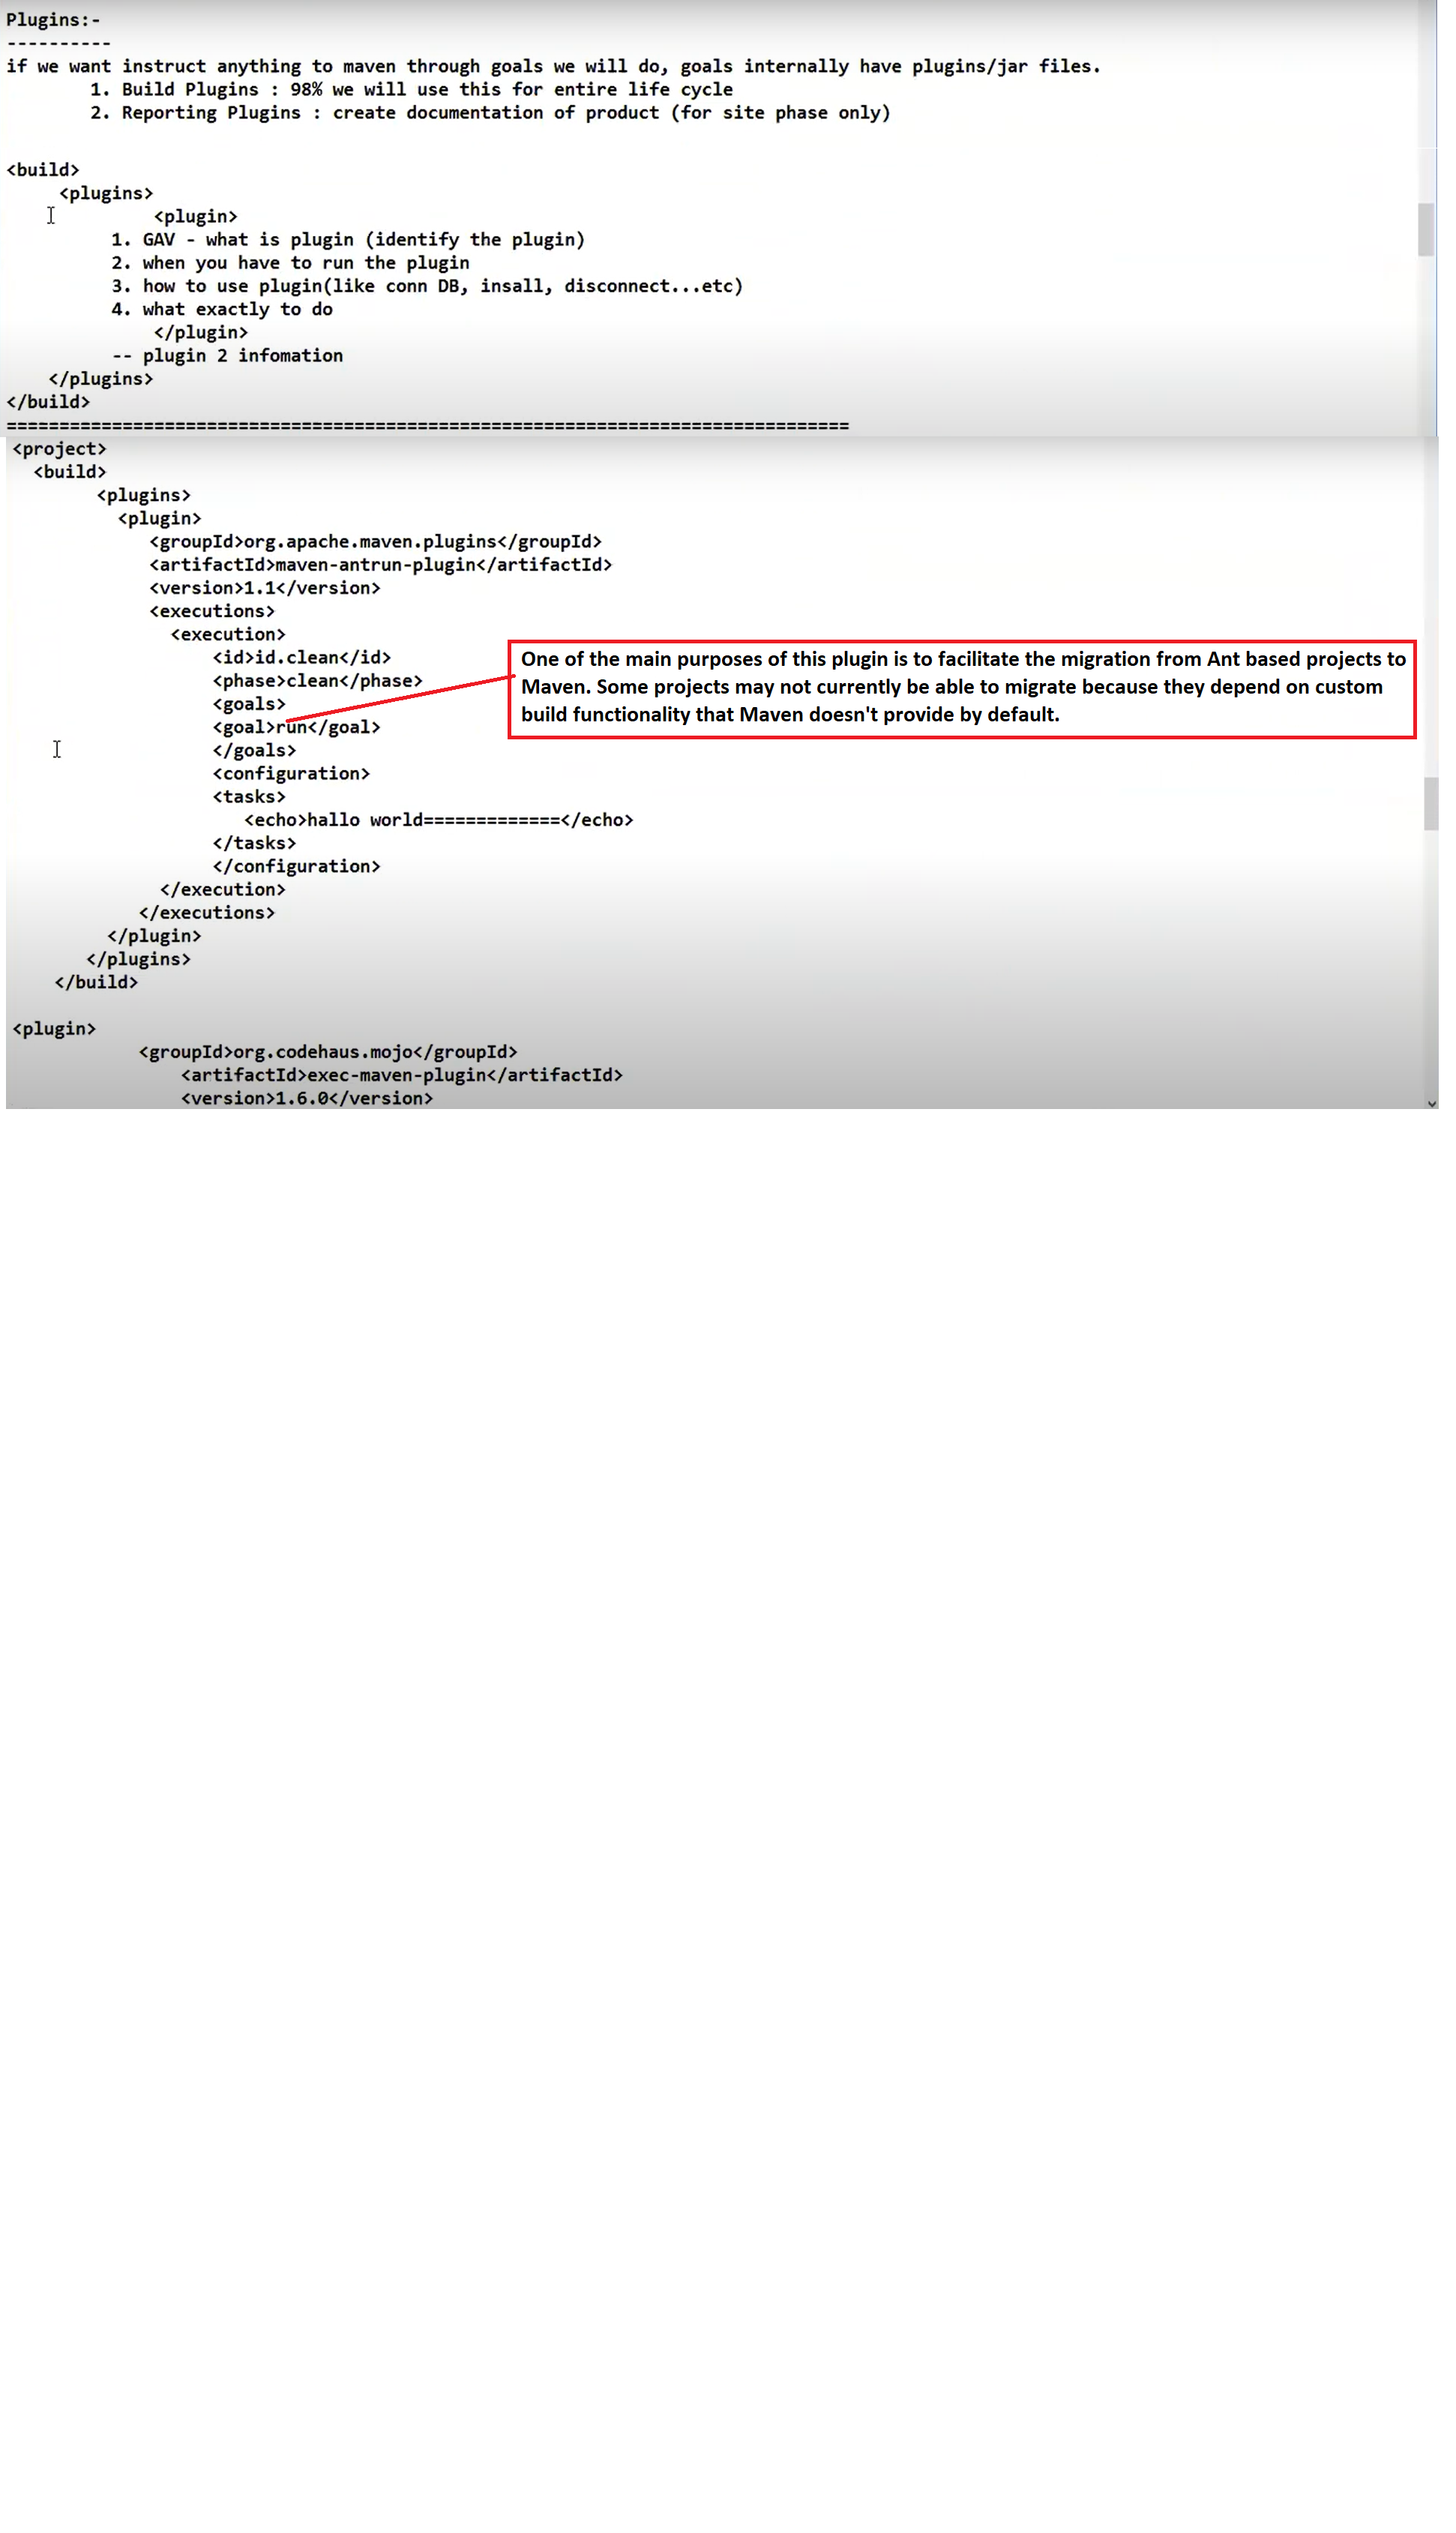 Plugins:-
----------
if we want instruct anything to maven through goals we will do, goals internally have plugins/jar files.
1. Build Plugins : 98% we will use this for entire life cycle
2. Reporting Plugins : create documentation of product (for site phase only)
<build>
<plugins>
<plugin>
1. GAV - what is plugin (identify the plugin)
2. when you have to run the plugin
3. how to use plugin(like conn DB, insall, disconnect...etc)
4. what exactly to do
</plugin>
-- plugin 2 infomation
</plugins>
</build>
================================================================================
<project>
<build>
<plugins>
<plugin>
<groupId>org.apache.maven.plugins</groupId>
<artifactId>maven-antrun-plugin</artifactId>
<version>1.1</version>
<executions>
<execution>
<id>id.clean</id>
<phase>clean</phase>
<goals>
<goal>run</goal>
</goals>
<configuration>
<tasks>
<echo>hallo world=============</echo>
</tasks>
</configuration>
</execution>
</executions>
</plugin>
</plugins>
</build>
One of the main purposes of this plugin is to facilitate the migration from Ant based projects to
Maven. Some projects may not currently be able to migrate because they depend on custom
build functionality that Maven doesn't provide by default.
<plugin>
<groupId>org.codehaus.mojo</groupId>
<artifactId>exec-maven-plugin</artifactId>
<version>1.6.0</version>